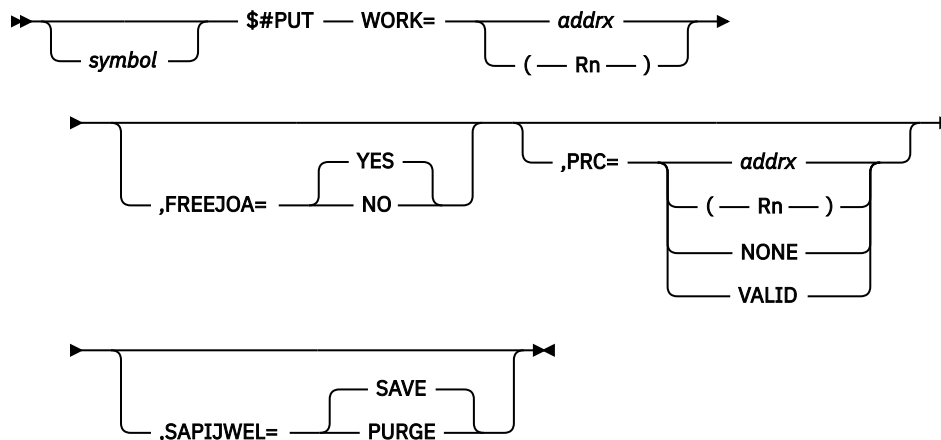 $#PUT WORK= addrx
symbol ( Rn )
YES ,PRC= addrx
,FREEJOA= NO ( Rn )
NONE
VALID
SAVE
,SAPIJWEL= PURGE